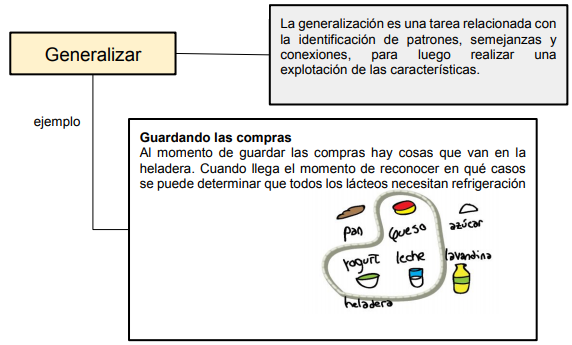 La generalización es una tarea relacionada con
la identificación de patrones, semejanzas y
conexiones, para luego realizar una
explotación de las características.
Generalizar
ejemplo
Guardando las compras
Al momento de guardar las compras hay cosas que van en la
heladera. Cuando llega el momento de reconocer en qué casos
se puede determinar que todos los lácteos necesitan refrigeración
pan queso azúcar
yogurt leche lavandina
heladera